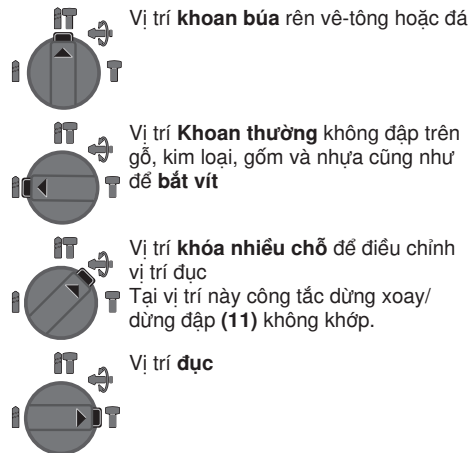 Vị trí khoan búa rên vê-tông hoặc đá
Vị trí Khoan thường không đập trên
gỗ, kim loại, gốm và nhựa cũng như
để bắt vít
Vị trí khóa nhiều chỗ để điều chỉnh
vị trí đục
Tại vị trí này công tắc dừng xoay/
dừng đập (11) không khớp.
Vị trí đục